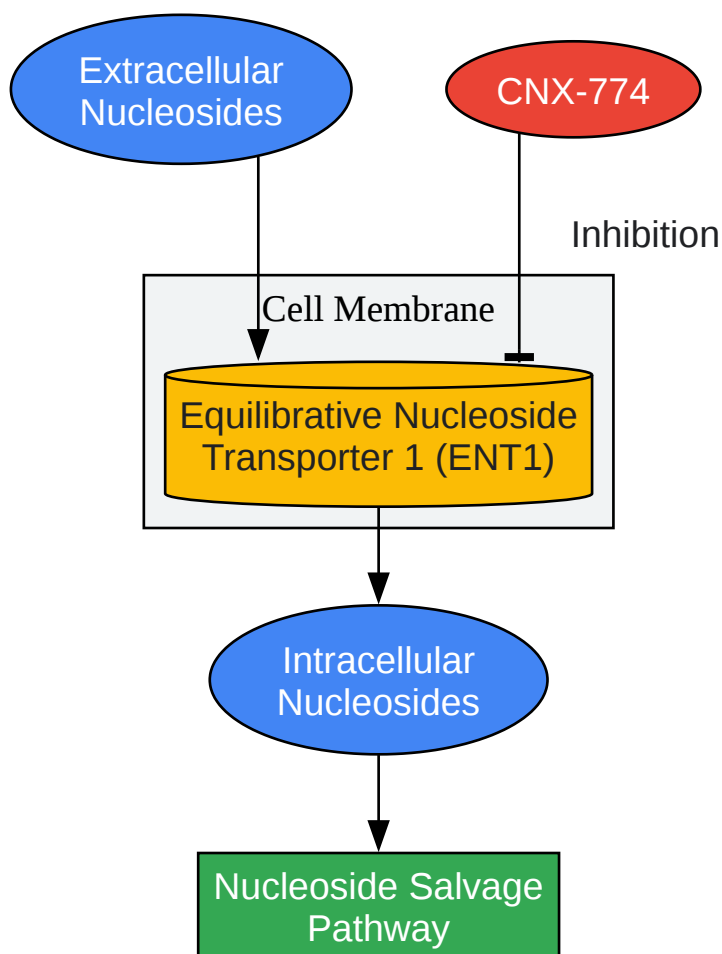 Extracellular
Nucleosides
CNX-774
Inhibition
Cell Membrane
Equilibrative Nucleoside
Transporter 1 (ENT1)
Intracellular
Nucleosides
Nucleoside Salvage
Pathway